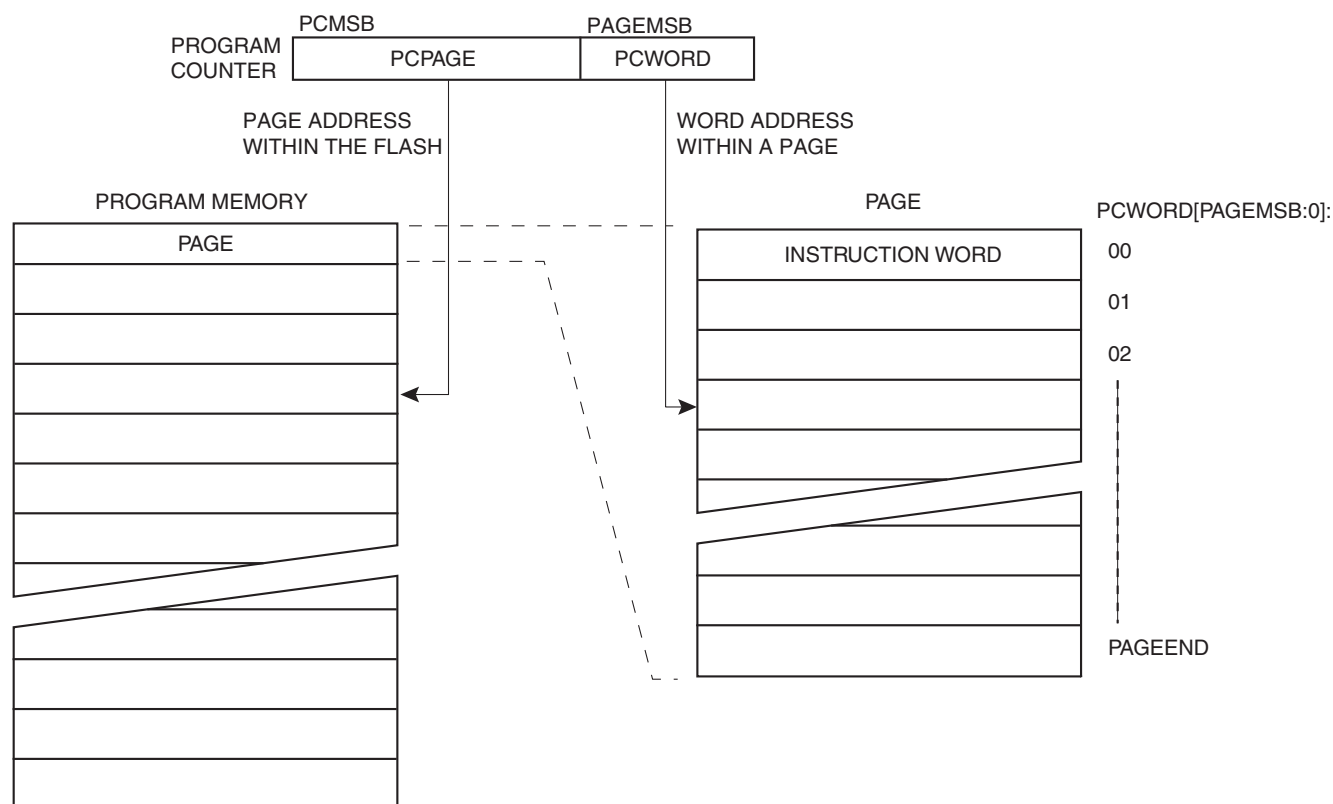 PCMSB
PAGEMSB
PROGRAM
COUNTER
PCPAGE
PCWORD
PAGE ADDRESS
WITHIN THE FLASH
WORD ADDRESS
WITHIN A PAGE
PROGRAM MEMORY
PAGE
PAGE
PCWORD[PAGEMSB:0]:
INSTRUCTION WORD
00
01
02
PAGEEND